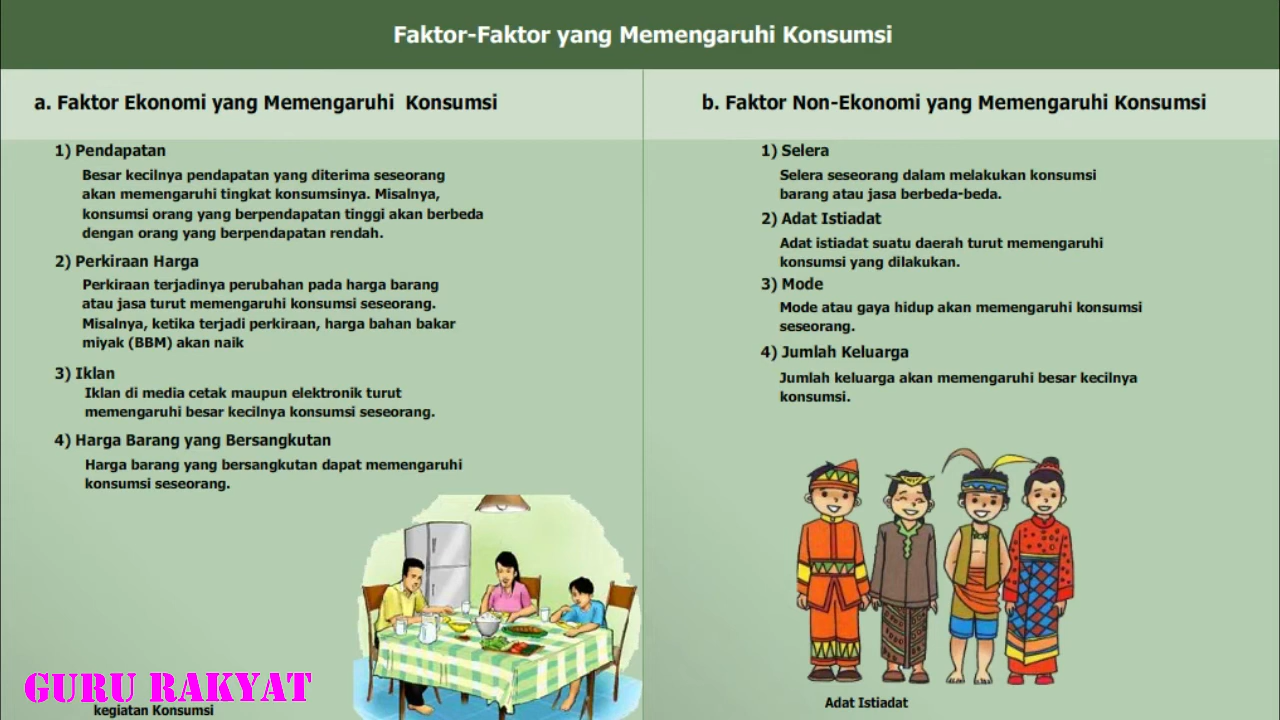 Faktor-Faktor yang Memengaruhi Konsumsi
a. Faktor Ekonomi yang Memengaruhi Konsumsi
1) Pendapatan
Besar kecilnya pendapatan yang diterima seseorang
akan memengaruhi tingkat konsumsinya. Misalnya,
konsumsi orang yang berpendapatan tinggi akan berbeda
dengan orang yang berpendapatan rendah.
2) Perkiraan Harga
Perkiraan terjadinya perubahan pada harga barang
atau jasa turut memengaruhi konsumsi seseorang.
Misalnya, ketika terjadi perkiraan, harga bahan bakar
miyak (BBM) akan naik
3) Iklan
Iklan di media cetak maupun elektronik turut
memengaruhi besar kecilnya konsumsi seseorang.
4) Harga Barang yang Bersangkutan
Harga barang yang bersangkutan dapat memengaruhi
konsumsi seseorang.
GURU RAKYAT
kegiatan Konsumsi
b. Faktor Non-Ekonomi yang Memengaruhi Konsumsi
1) Selera
Selera seseorang dalam melakukan konsumsi
barang atau jasa berbeda-beda.
2) Adat Istiadat
Adat istiadat suatu daerah turut memengaruhi
konsumsi yang dilakukan.
3) Mode
Mode atau gaya hidup akan memengaruhi konsumsi
seseorang.
4) Jumlah Keluarga
Jumlah keluarga akan memengaruhi besar kecilnya
konsumsi.
Adat Istiadat